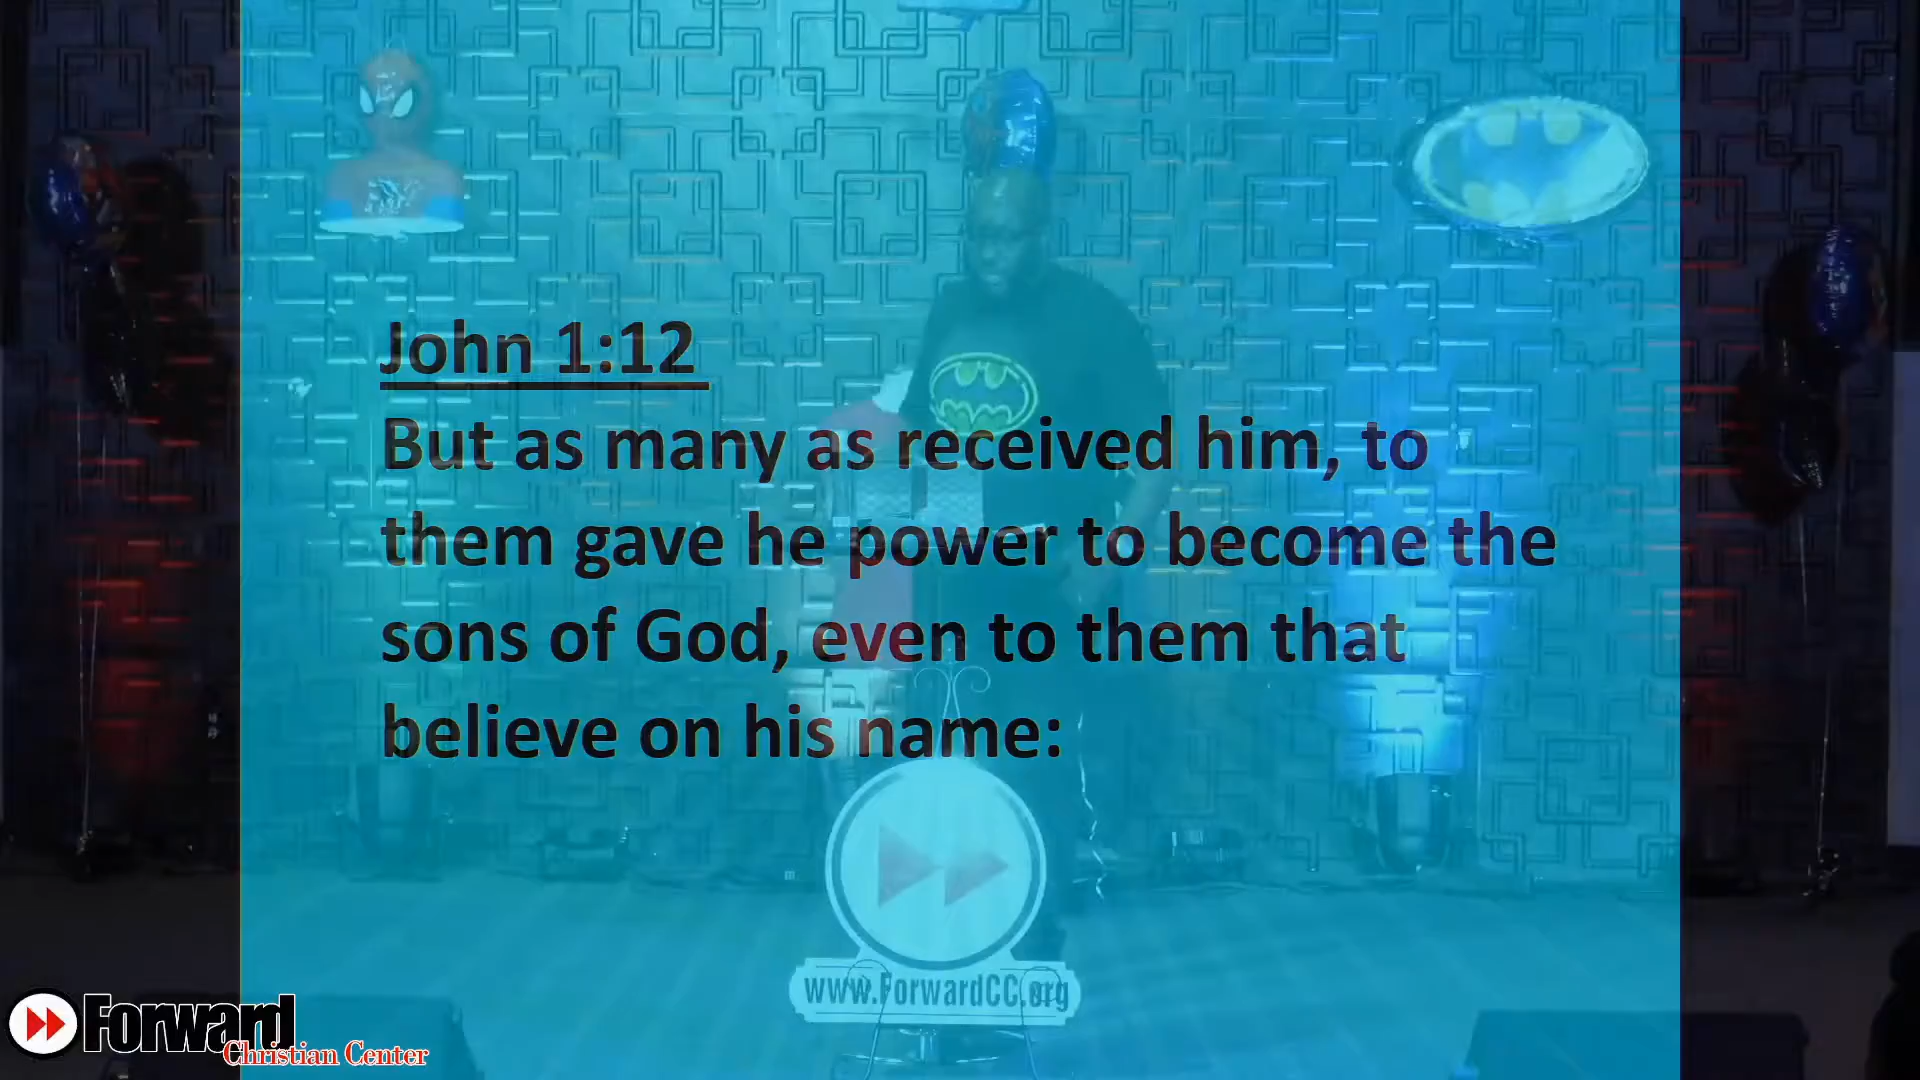 John 1:12
But as many as received him, to
them gave he power to become the
sons of God, even to them that
believe on his name:
www.ForwardCC.org
Forward
Christian Center